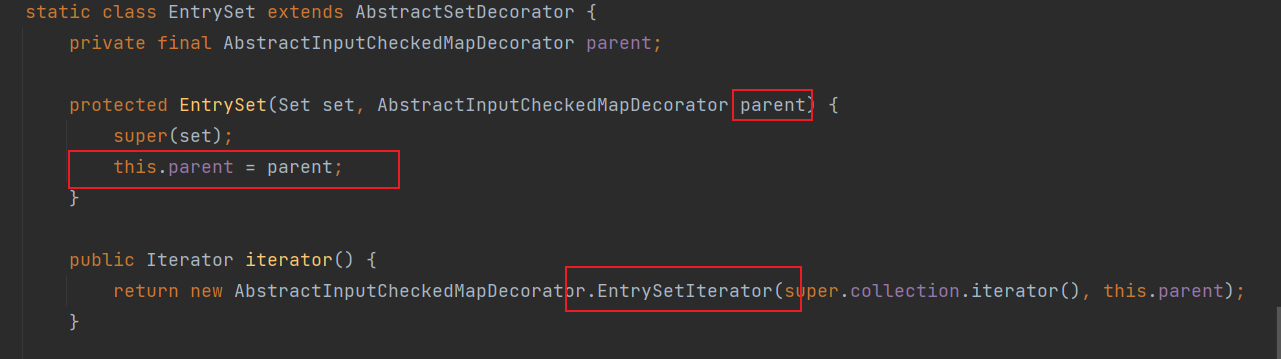 static class EntrySet extends AbstractSetDecorator {
private final AbstractInputCheckedMapDecorator parent;
protected EntrySet(Set set, AbstractInputCheckedMapDecorator parent) {
super(set);
this.parent = parent;
}
public Iterator iterator() {
return new AbstractInputCheckedMapDecorator.EntrySetIterator(super.collection.iterator(), this.parent);
}